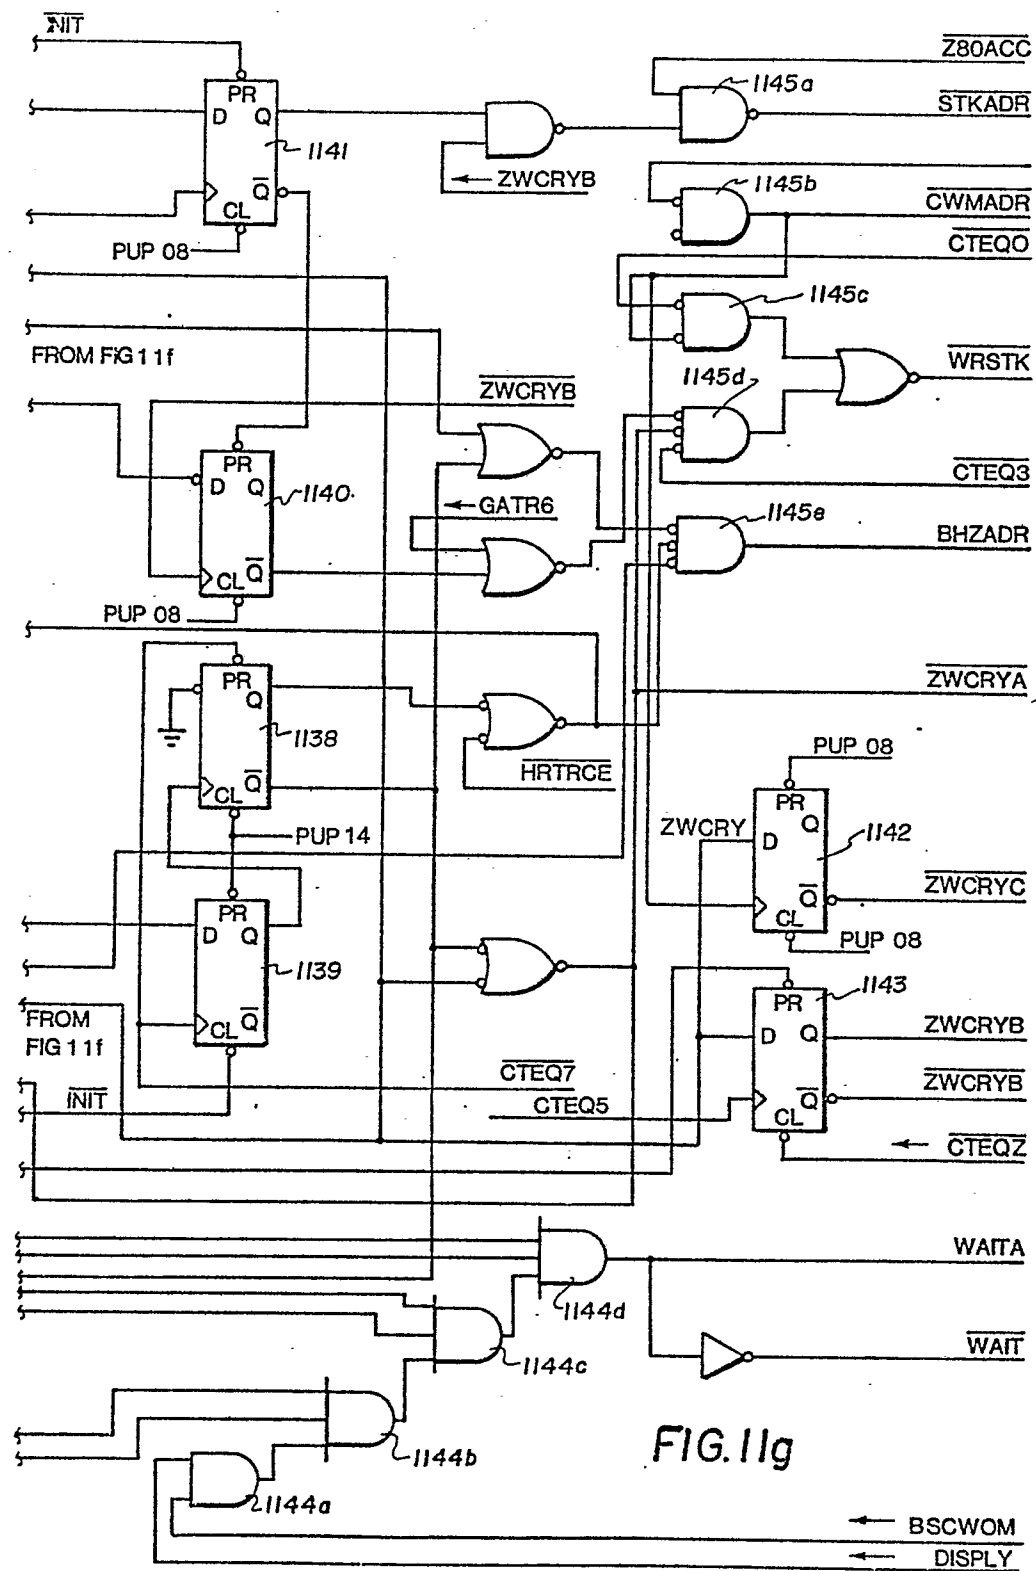 INIT
Z80ACC
PR
1145a
D
Q
STKADR
1141
1145b
ZWCRYB
Q
CL
CWMADR
PUP 08
CTEQ0
1145c
FROM FIG 11f
1145d
WRSTK
ZWCRYB
PR
D
Q
1140
CTEQ3
GATR6
1145e
BHZADR
CL
Q
PUP 08
PR
Q
ZWCRYA
1138
PUP 08
Q
HRTRCE
CL
PR
Q
PUP 14
ZWCRY
D
1142
PR
Q
ZWCRYC
D
Q
CL
1139
PUP 08
1143
PR
FROM
FIG 11f
CL
Q
D
Q
ZWCRYB
CTEQ7
Q
ZWCRYB
INIT
CTEQ5
CL
CTEQZ
WAITA
1144d
WAIT
1144c
1144b
FIG. 11g
1144a
BSCWOM
DISPLY